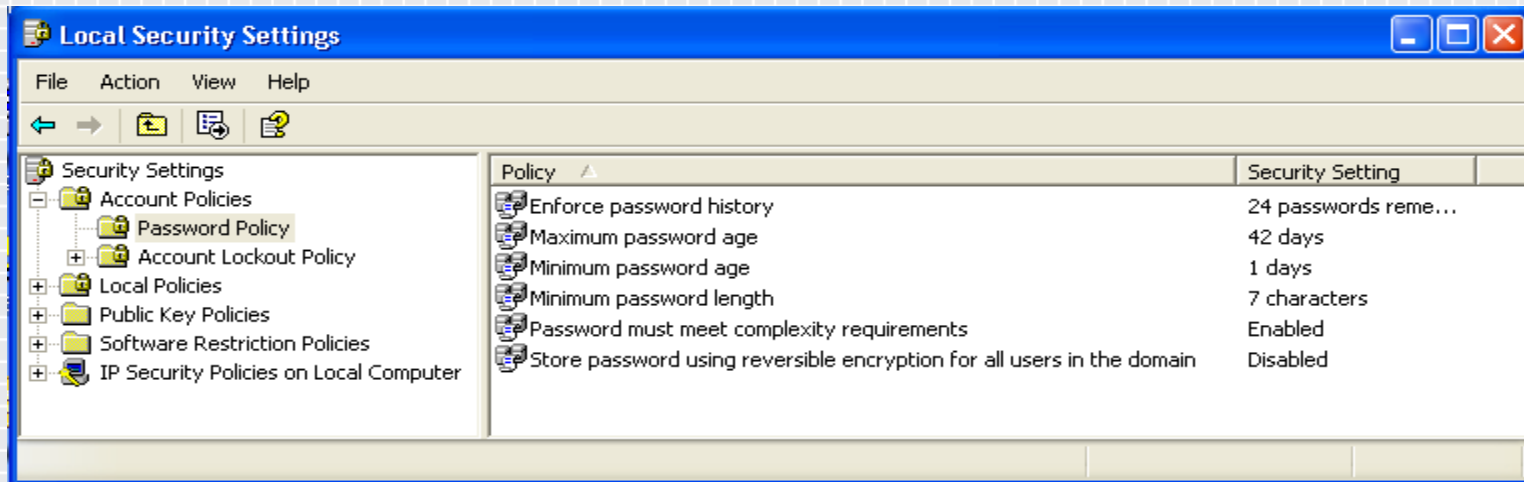 Local Security Settings
File Action View Help
Security Settings
Account Policies
Password Policy
Account Lockout Policy
Local Policies
Public Key Policies
Software Restriction Policies
IP Security Policies on Local Computer
Policy Security Setting
Enforce password history 24 passwords reme...
Maximum password age 42 days
Minimum password age 1 days
Minimum password length 7 characters
Password must meet complexity requirements Enabled
Store password using reversible encryption for all users in the domain Disabled